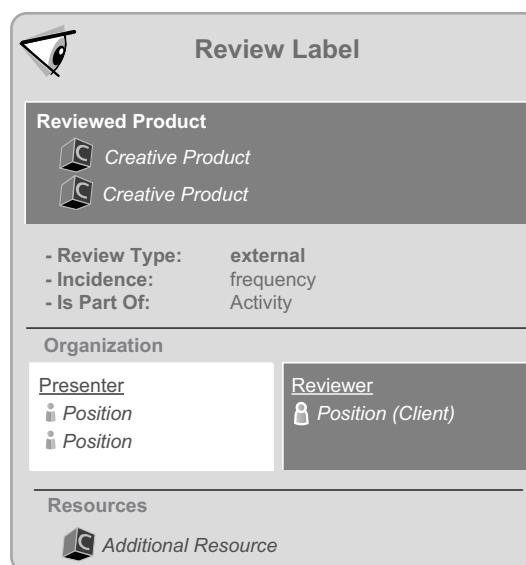 Review Label
Reviewed Product
C Creative Product
C Creative Product
- Review Type: external
- Incidence: frequency
- Is Part Of: Activity
Organization
Presenter
Position
Position
Reviewer
Position (Client)
Resources
C Additional Resource